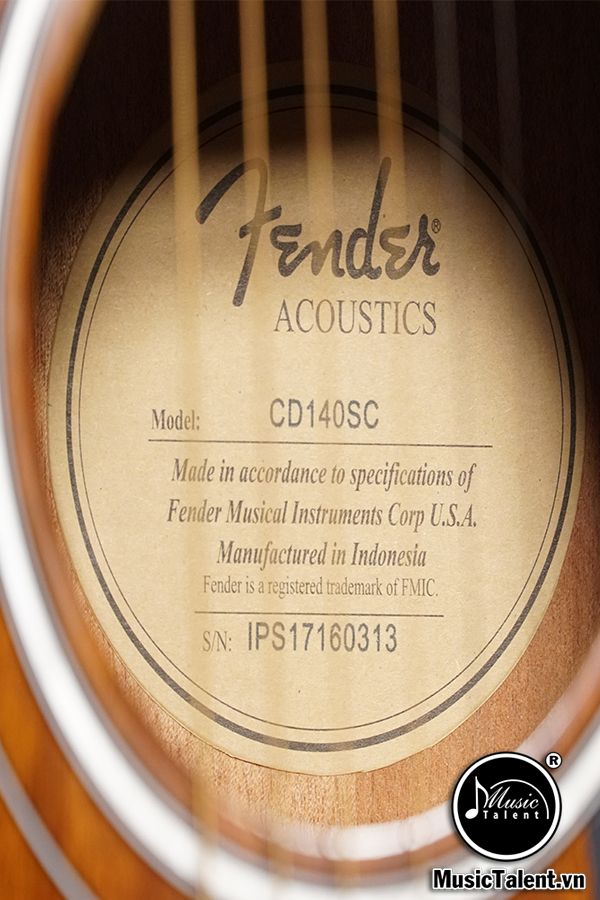 Fender®
ACOUSTICS
Model: CD140SC
Made in accordance to specifications of
Fender Musical Instruments Corp U.S.A.
Manufactured in Indonesia
Fender is a registered trademark of FMIC.
S/N: IPS17160313
®
Music
Talent
MusicTalent.vn